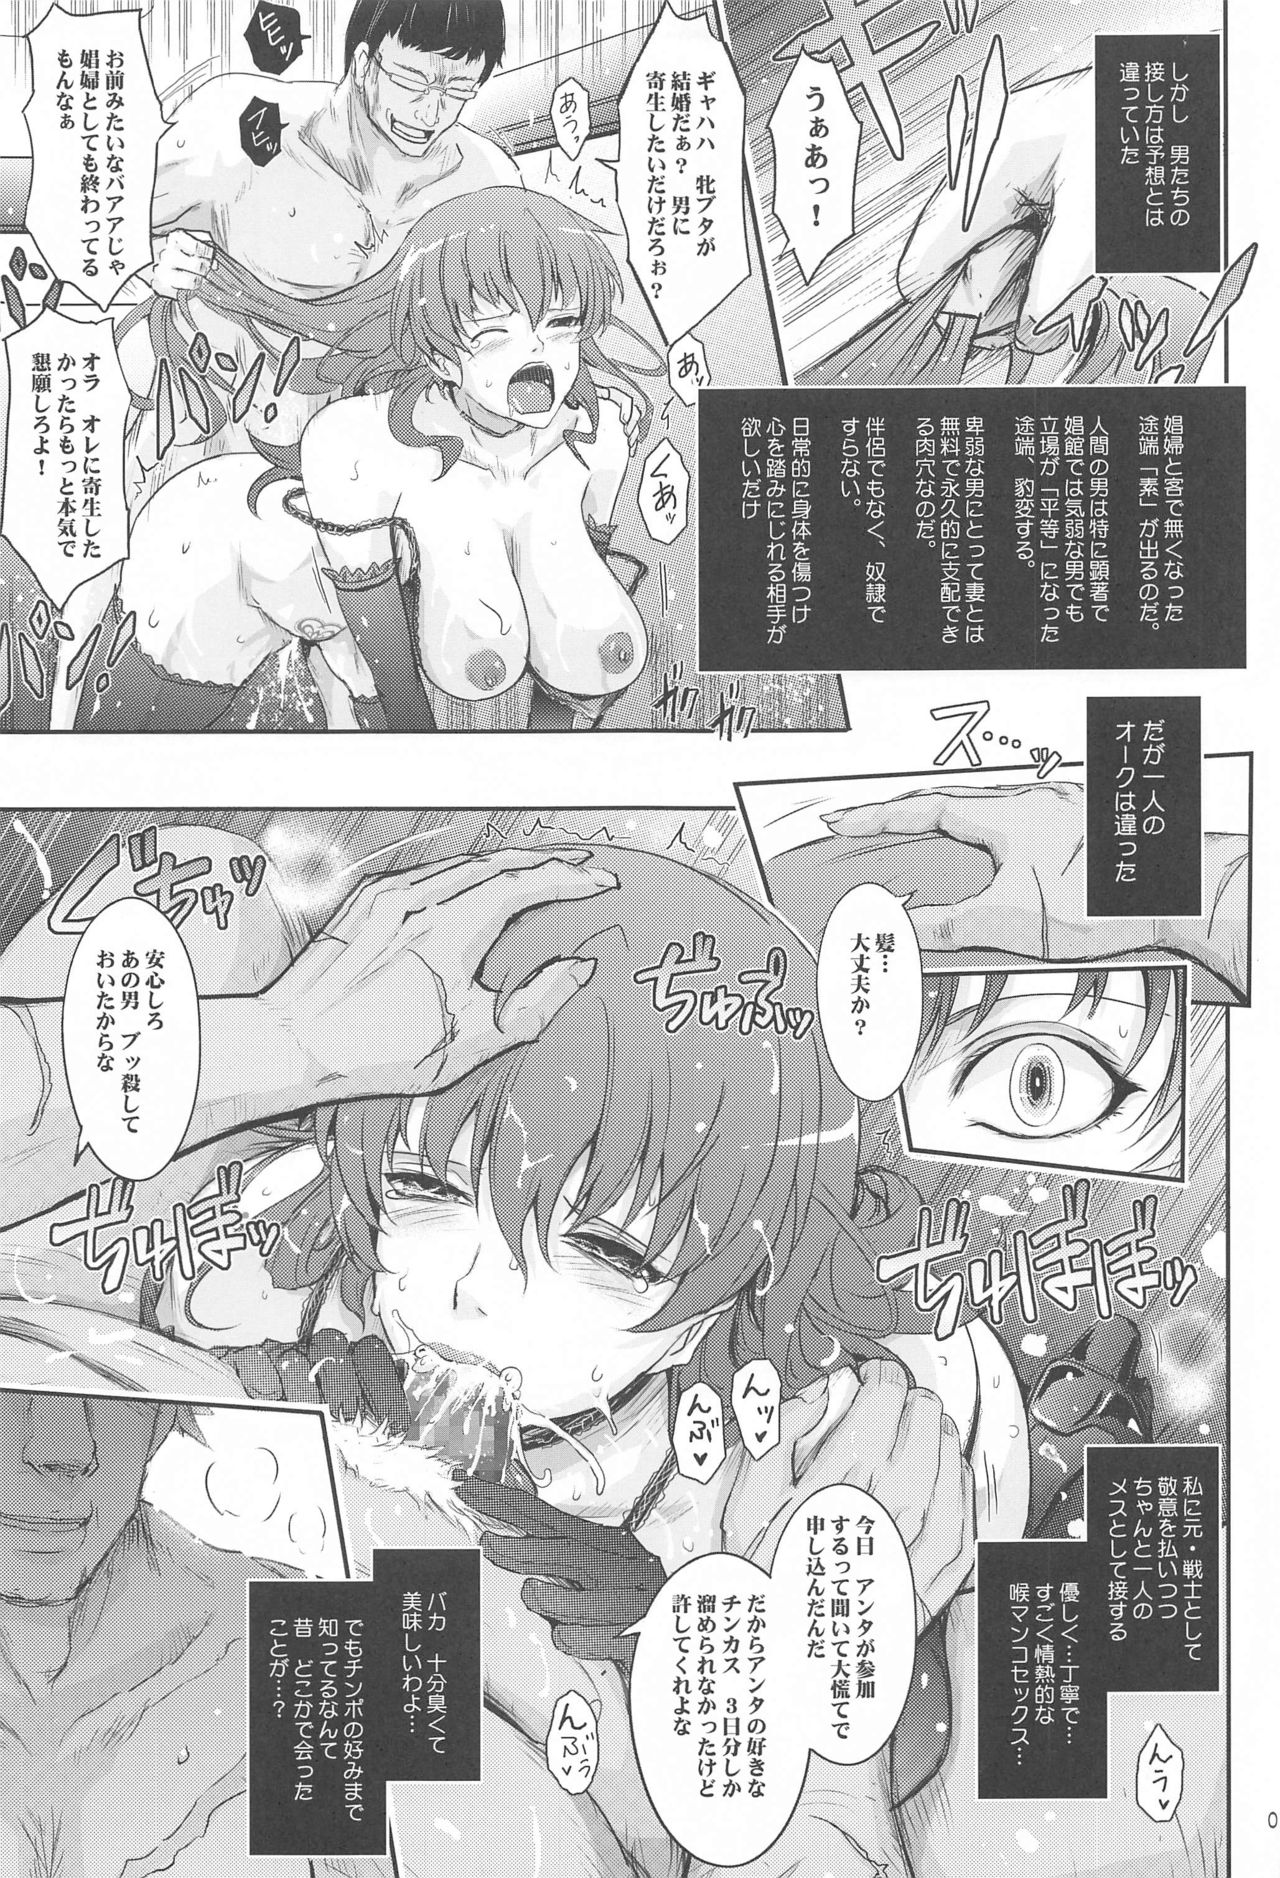 しかし　男たちの
接し方は予想とは
違っていた
うぁあっ！
ギャハハ　牝ブタが
結婚だぁ？　男に
寄生したいだけだろぉ？
ヒヒッ
フヒッ
あうっ
お前みたいなババアじゃ
娼婦としても終わってる
もんなぁ
オラ　オレに寄生した
かったらもっと本気で
懇願しろよ！
あぁっ
くあっ
娼婦と客で無くなった
途端「素」が出るのだ。
人間の男は特に顕著で
娼館では気弱な男でも
立場が「平等」になった
途端、豹変する。
卑弱な男にとって妻とは
無料で永久的に支配でき
る肉穴なのだ。
伴侶でもなく、奴隷で
すらない。
日常的に身体を傷つけ
心を踏みにじれる相手が
欲しいだけ
ガク
ガク
だが一人の
オークは違った
ス…ッ
髪…
大丈夫か？
安心しろ
あの男　ブッ殺して
おいたからな
ぐちゅッ
ぢゅぷッ
ぢゅぼッ
ぢゅぼぼッ
んッ♥
んぶ♥
私に元・戦士として
敬意を払いつつ
ちゃんと一人の
メスとして接する
優しく…丁寧で…
すごく情熱的な
喉マンコセックス…
今日　アンタが参加
するって聞いて大慌てで
申し込んだんだ
だからアンタの好きな
チンカス　３日分しか
溜められなかったけど
許してくれよな
バカ　十分臭くて
美味しいわよ…
でもチンポの好みまで
知ってるなんて
昔　どこかで会った
ことが…？
んぶぅ♥
んぅ♥
0